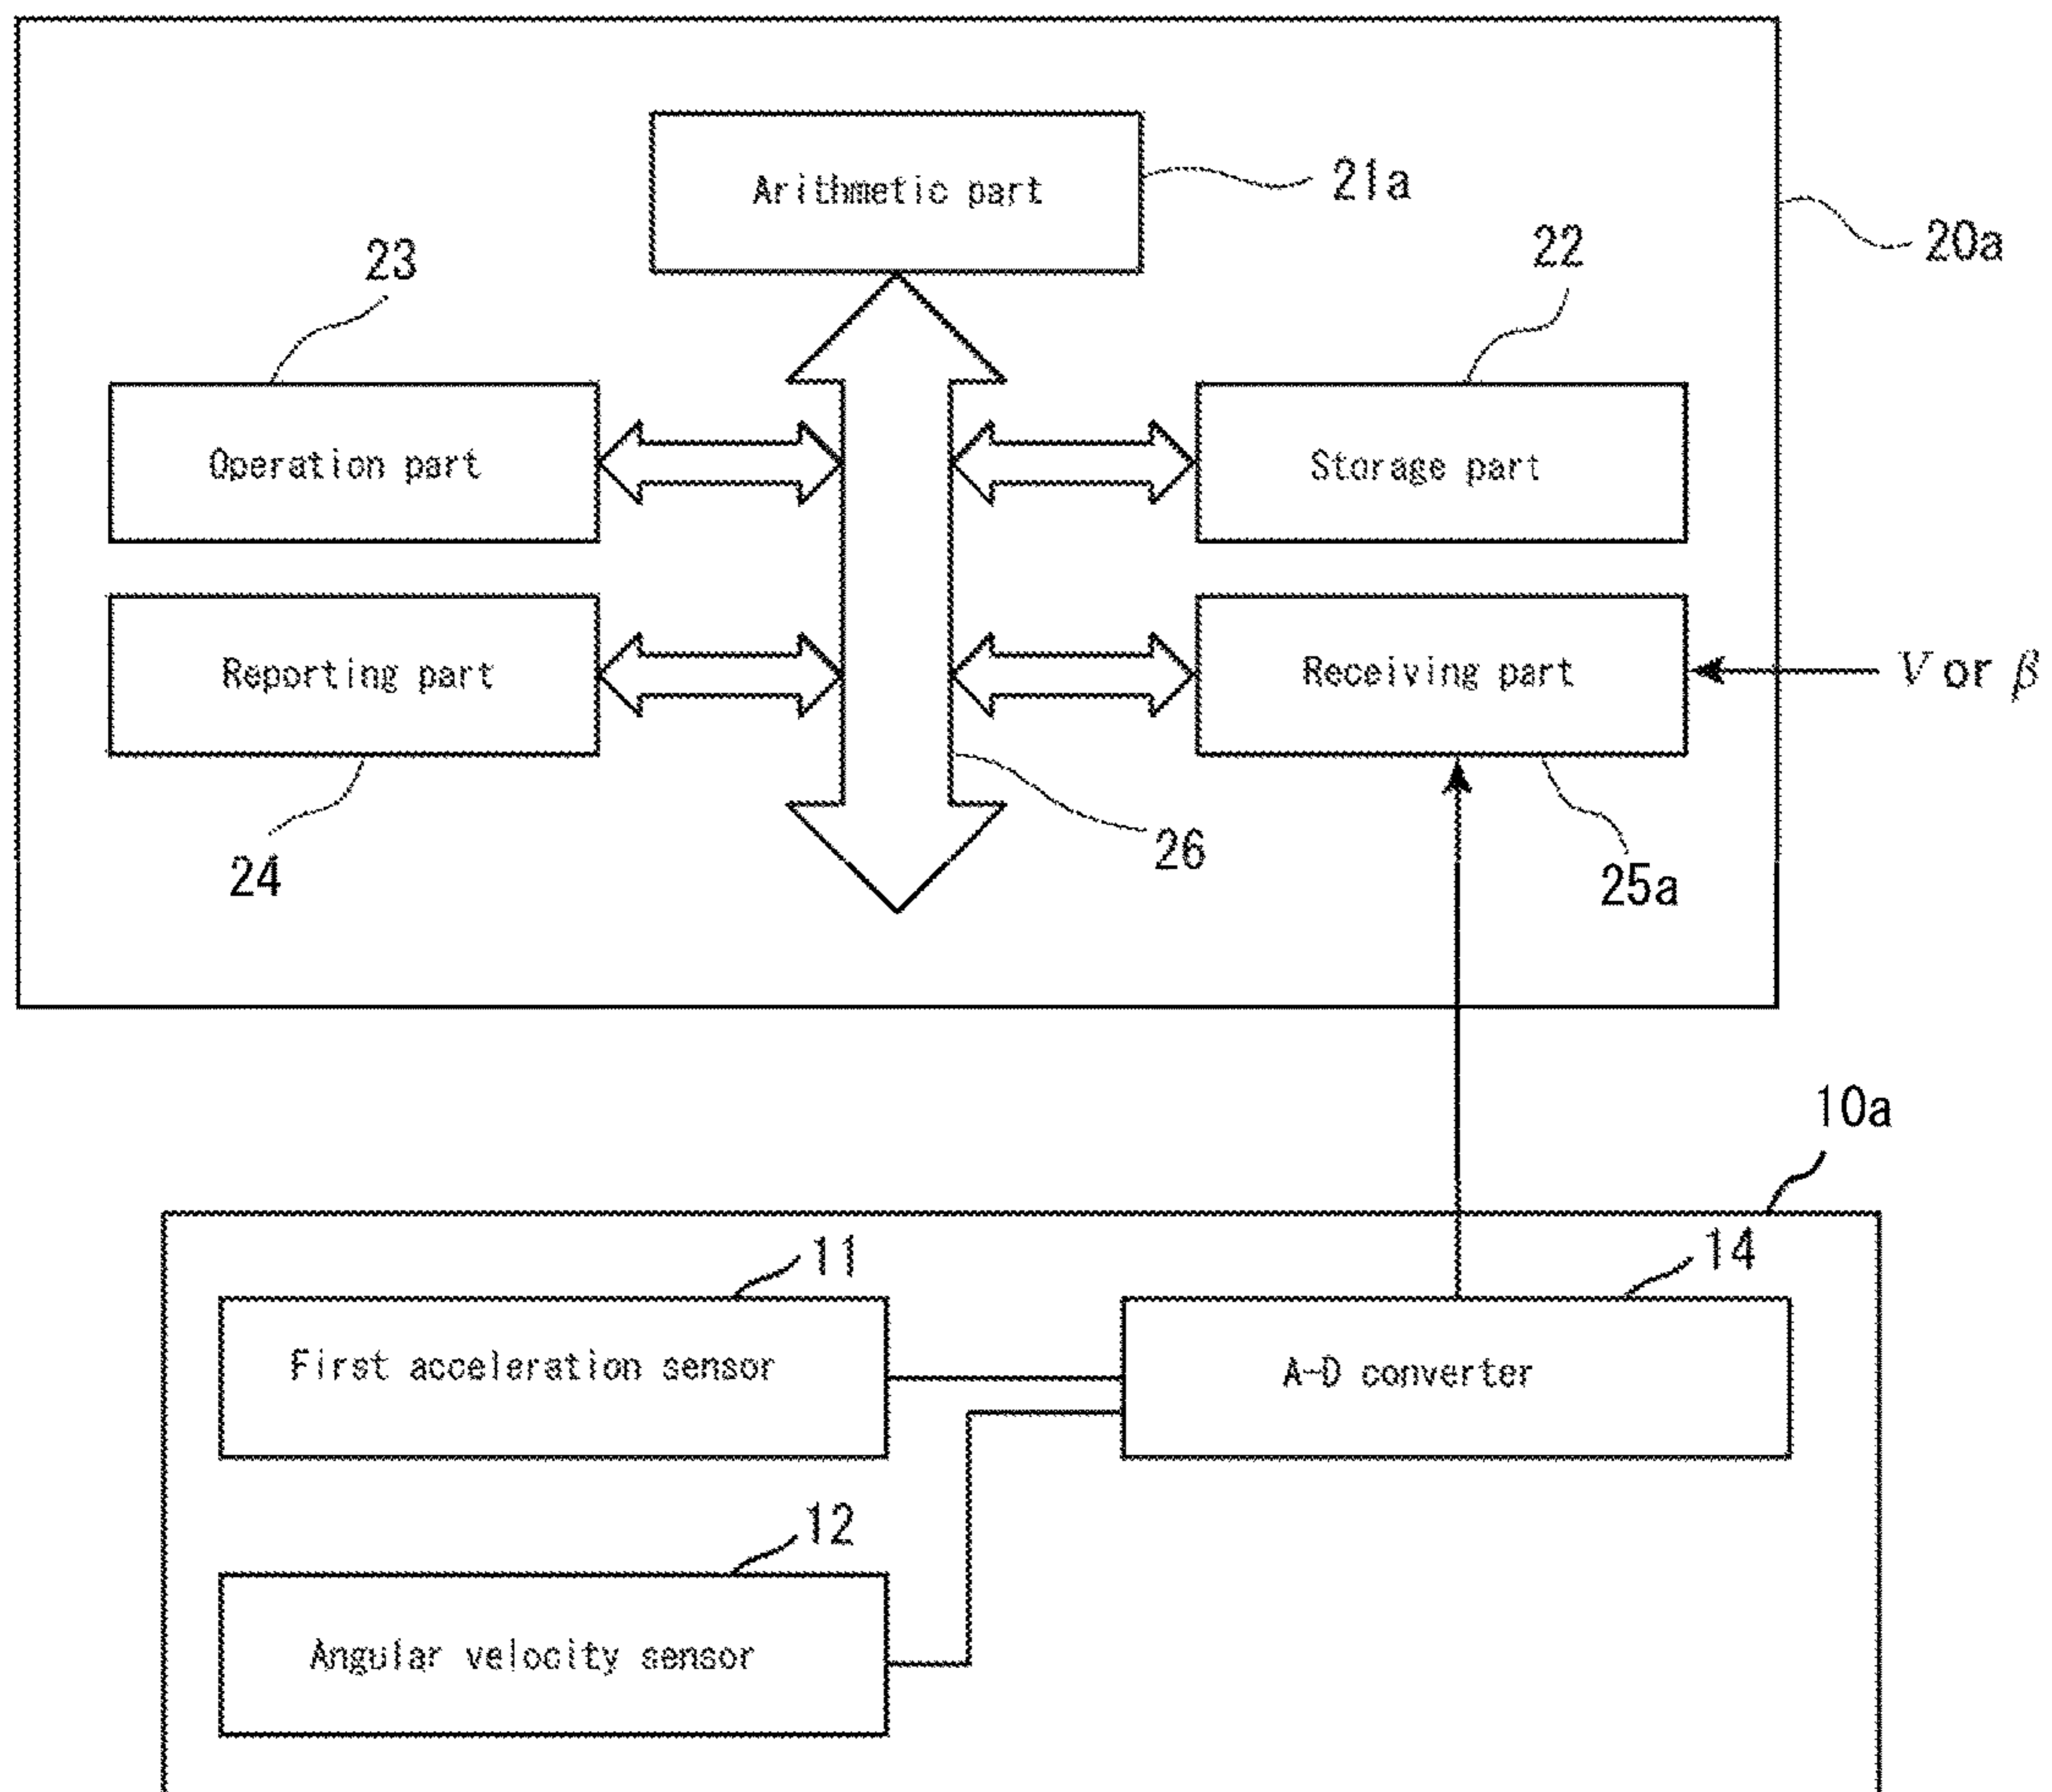 Arithmetic part
21a
20a
23
22
Operation part
Storage part
Reporting part
Receiving part
V or β
24
26
25a
10a
11
14
First acceleration sensor
A-D converter
12
Angular velocity sensor